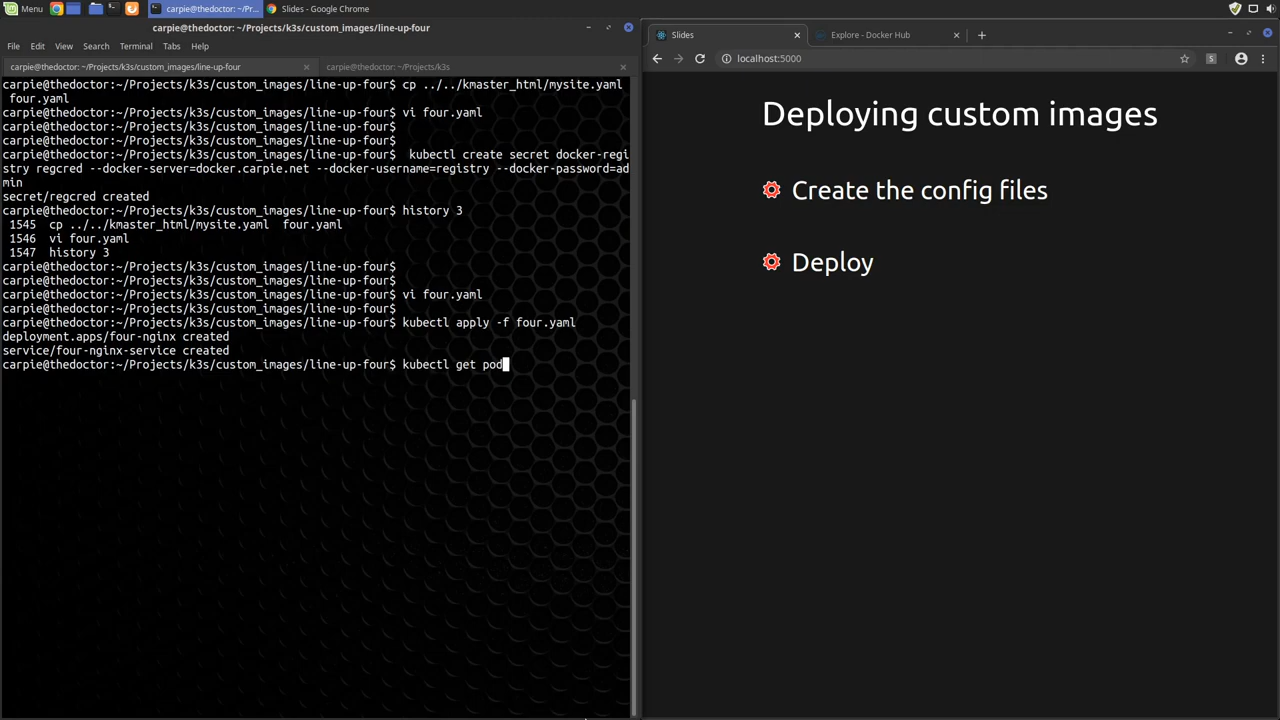 Menu
carpie@thedoctor: ~/Pr...
Slides - Google Chrome
carpie@thedoctor: ~/Projects/k3s/custom_images/line-up-four
File Edit View Search Terminal Tabs Help
carpie@thedoctor: ~/Projects/k3s/custom_images/line-up-four
carpie@thedoctor: ~/Projects/k3s
carpie@thedoctor:~/Projects/k3s/custom_images/line-up-four$ cp ../../kmaster_html/mysite.yaml
four.yaml
carpie@thedoctor:~/Projects/k3s/custom_images/line-up-four$ vi four.yaml
carpie@thedoctor:~/Projects/k3s/custom_images/line-up-four$
carpie@thedoctor:~/Projects/k3s/custom_images/line-up-four$
carpie@thedoctor:~/Projects/k3s/custom_images/line-up-four$  kubectl create secret docker-regi
stry regcred --docker-server=docker.carpie.net --docker-username=registry --docker-password=ad
min
secret/regcred created
carpie@thedoctor:~/Projects/k3s/custom_images/line-up-four$ history 3
1545  cp ../../kmaster_html/mysite.yaml  four.yaml
1546  vi four.yaml
1547  history 3
carpie@thedoctor:~/Projects/k3s/custom_images/line-up-four$
carpie@thedoctor:~/Projects/k3s/custom_images/line-up-four$
carpie@thedoctor:~/Projects/k3s/custom_images/line-up-four$ vi four.yaml
carpie@thedoctor:~/Projects/k3s/custom_images/line-up-four$
carpie@thedoctor:~/Projects/k3s/custom_images/line-up-four$ kubectl apply -f four.yaml
deployment.apps/four-nginx created
service/four-nginx-service created
carpie@thedoctor:~/Projects/k3s/custom_images/line-up-four$ kubectl get pod
Slides
Explore - Docker Hub
localhost:5000
S
Deploying custom images
Create the config files
Deploy